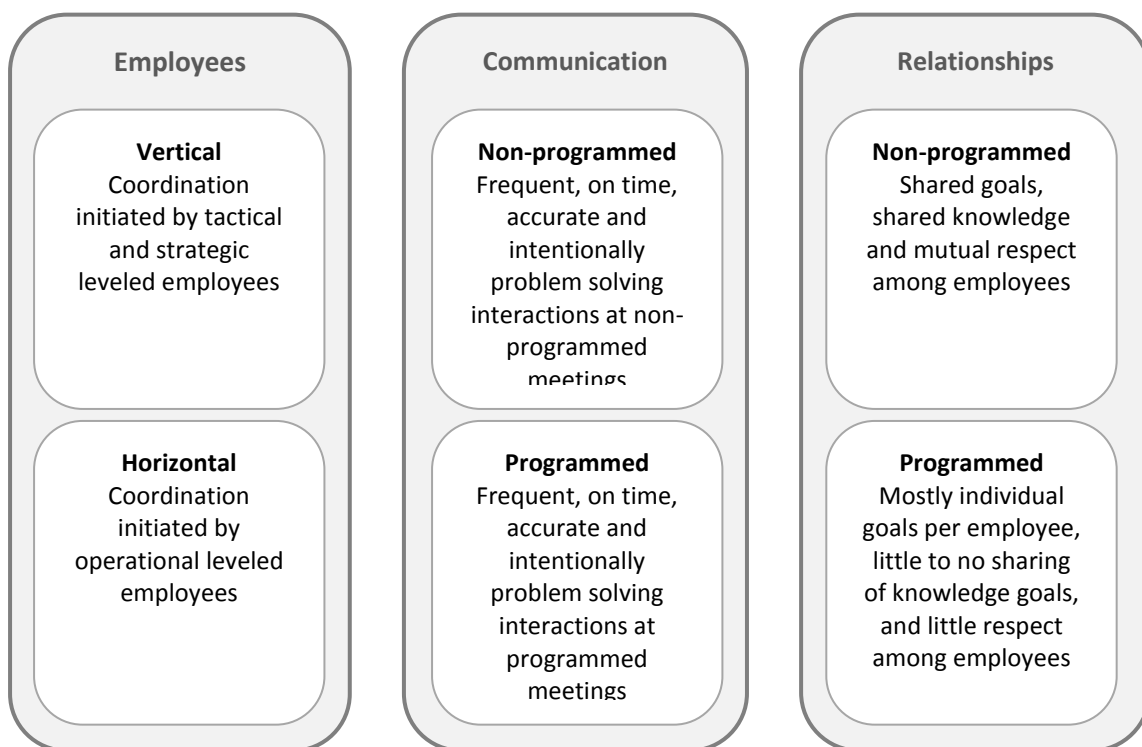 Employees
Vertical
Coordination
initiated by tactical
and strategic
leveled employees
Horizontal
Coordination
initiated by
operational leveled
employees
Communication
Non-programmed
Frequent, on time,
accurate and
intentionally
problem solving
interactions at non-
programmed
meetings
Programmed
Frequent, on time,
accurate and
intentionally
problem solving
interactions at
programmed
meetings
Relationships
Non-programmed
Shared goals,
shared knowledge
and mutual respect
among employees
Programmed
Mostly individual
goals per employee,
little to no sharing
of knowledge goals,
and little respect
among employees